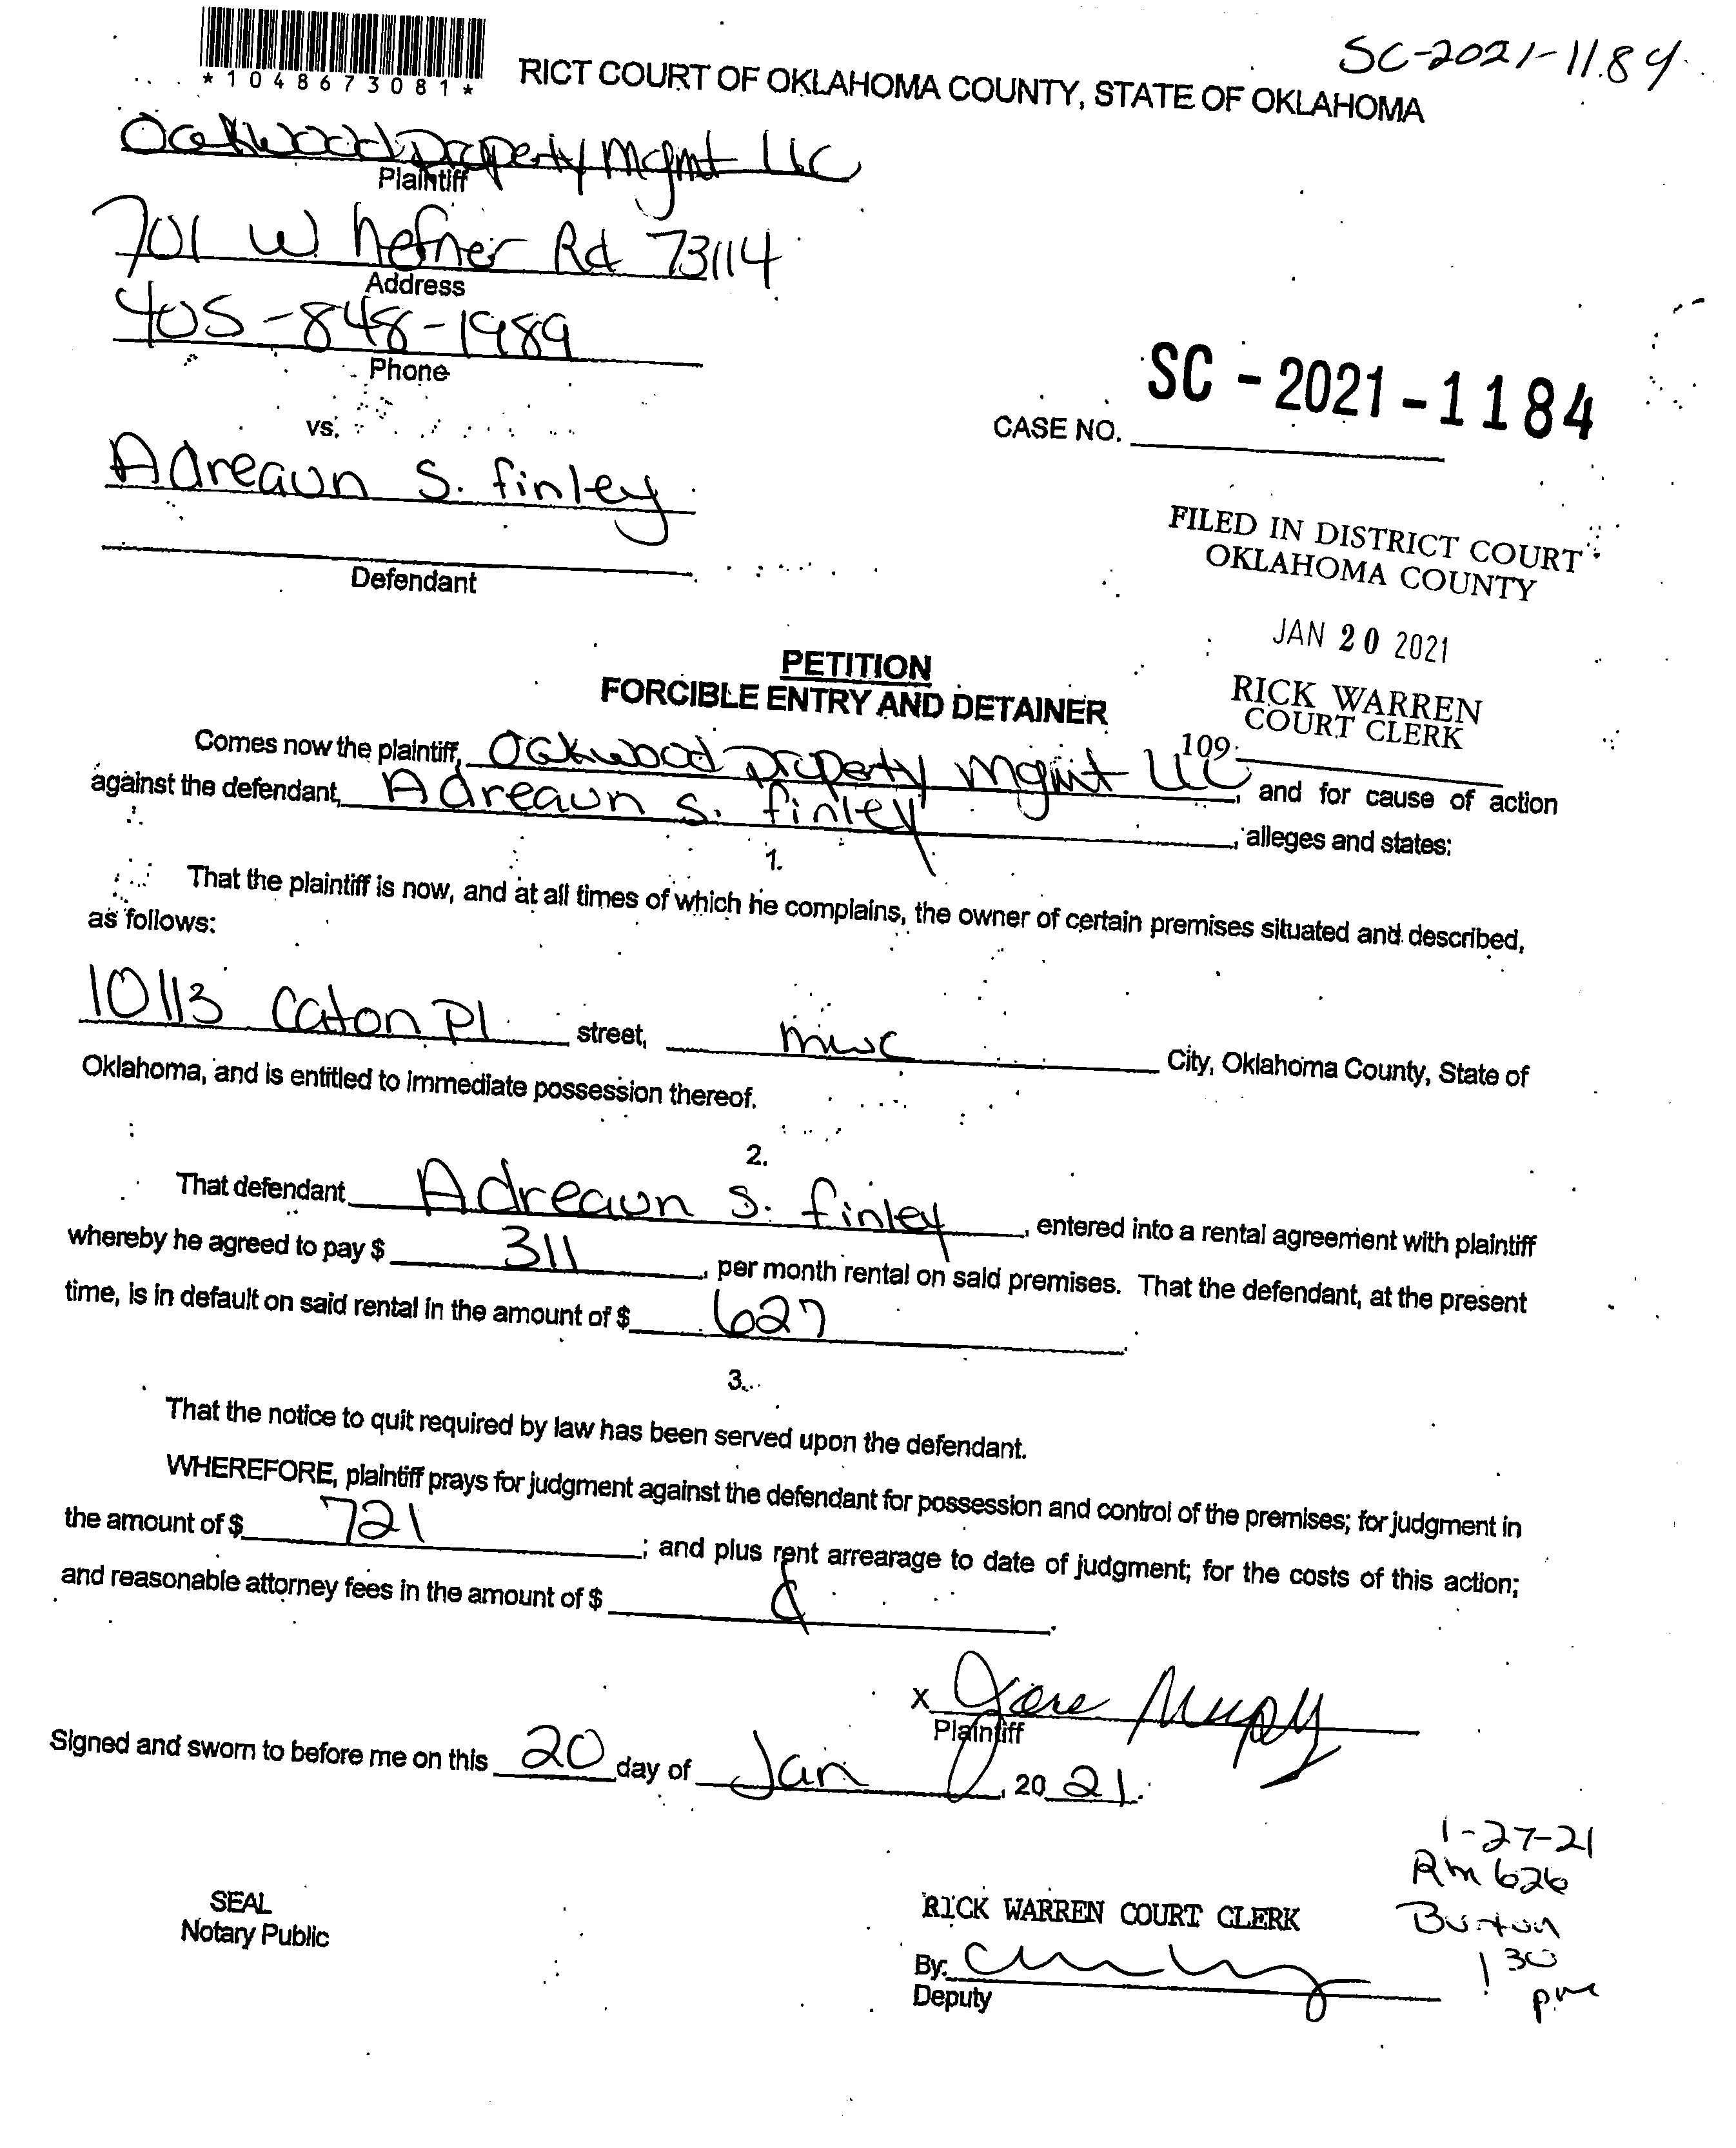 SC-2021-1184
*1048673081*
RICT COURT OF OKLAHOMA COUNTY, STATE OF OKLAHOMA
Oakwood Property Mgmt LLC
Plaintiff
701 W. hefner Rd 73114
Address
405-848-1989
Phone
vs.
SC-2021-1184
CASE NO.
Adreaun S. finley
Defendant
FILED IN DISTRICT COURT
OKLAHOMA COUNTY
JAN 20 2021
RICK WARREN
COURT CLERK
109
PETITION
FORCIBLE ENTRY AND DETAINER
Comes now the plaintiff, Oakwood Property Mgmt LLC, and for cause of action
against the defendant, Adreaun S. finley, alleges and states:
1.
That the plaintiff is now, and at all times of which he complains, the owner of certain premises situated and described,
as follows:
10113 Caton Pl street, mwc City, Oklahoma County, State of
Oklahoma, and is entitled to immediate possession thereof.
2.
That defendant Adreaun S. finley, entered into a rental agreement with plaintiff
whereby he agreed to pay $ 311, per month rental on said premises. That the defendant, at the present
time, is in default on said rental in the amount of $ 627.
3.
That the notice to quit required by law has been served upon the defendant.
WHEREFORE, plaintiff prays for judgment against the defendant for possession and control of the premises; for judgment in
the amount of $ 721; and plus rent arrearage to date of judgment; for the costs of this action;
and reasonable attorney fees in the amount of $
x
Plaintiff
Signed and sworn to before me on this 20 day of Jan, 2021.
1-27-21
Rm 626
Burton
130
pm
SEAL
Notary Public
RICK WARREN COURT CLERK
By:
Deputy